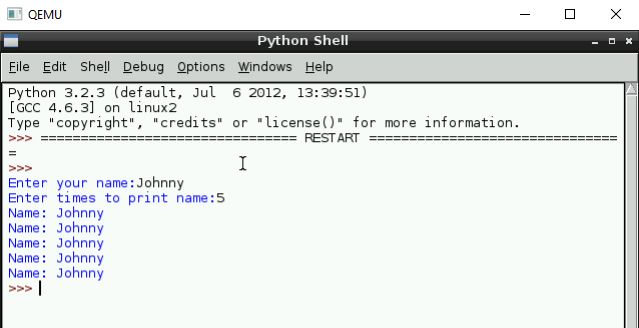 QEMU
Python Shell
File Edit Shell Debug Options Windows Help
Python 3.2.3 (default, Jul  6 2012, 13:39:51)
[GCC 4.6.3] on linux2
Type "copyright", "credits" or "license()" for more information.
>>> ================================ RESTART ===============================
=
>>>
Enter your name:Johnny
Enter times to print name:5
Name: Johnny
Name: Johnny
Name: Johnny
Name: Johnny
Name: Johnny
>>>